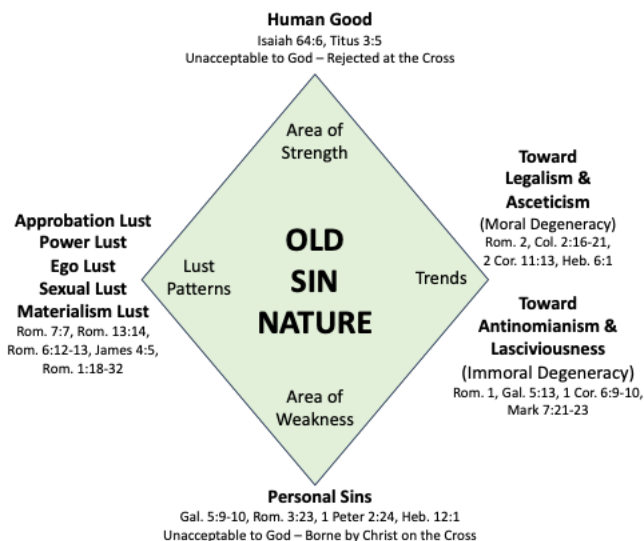 Human Good
Isaiah 64:6, Titus 3:5
Unacceptable to God – Rejected at the Cross
Area of
Strength
Approbation Lust
Power Lust
Ego Lust
Sexual Lust
Materialism Lust
Rom. 7:7, Rom. 13:14,
Rom. 6:12-13, James 4:5,
Rom. 1:18-32
Lust
Patterns
OLD
SIN
NATURE
Trends
Toward
Legalism &
Asceticism
(Moral Degeneracy)
Rom. 2, Col. 2:16-21,
2 Cor. 11:13, Heb. 6:1
Toward
Antinomianism &
Lasciviousness
(Immoral Degeneracy)
Rom. 1, Gal. 5:13, 1 Cor. 6:9-10,
Mark 7:21-23
Area of
Weakness
Personal Sins
Gal. 5:9-10, Rom. 3:23, 1 Peter 2:24, Heb. 12:1
Unacceptable to God – Borne by Christ on the Cross